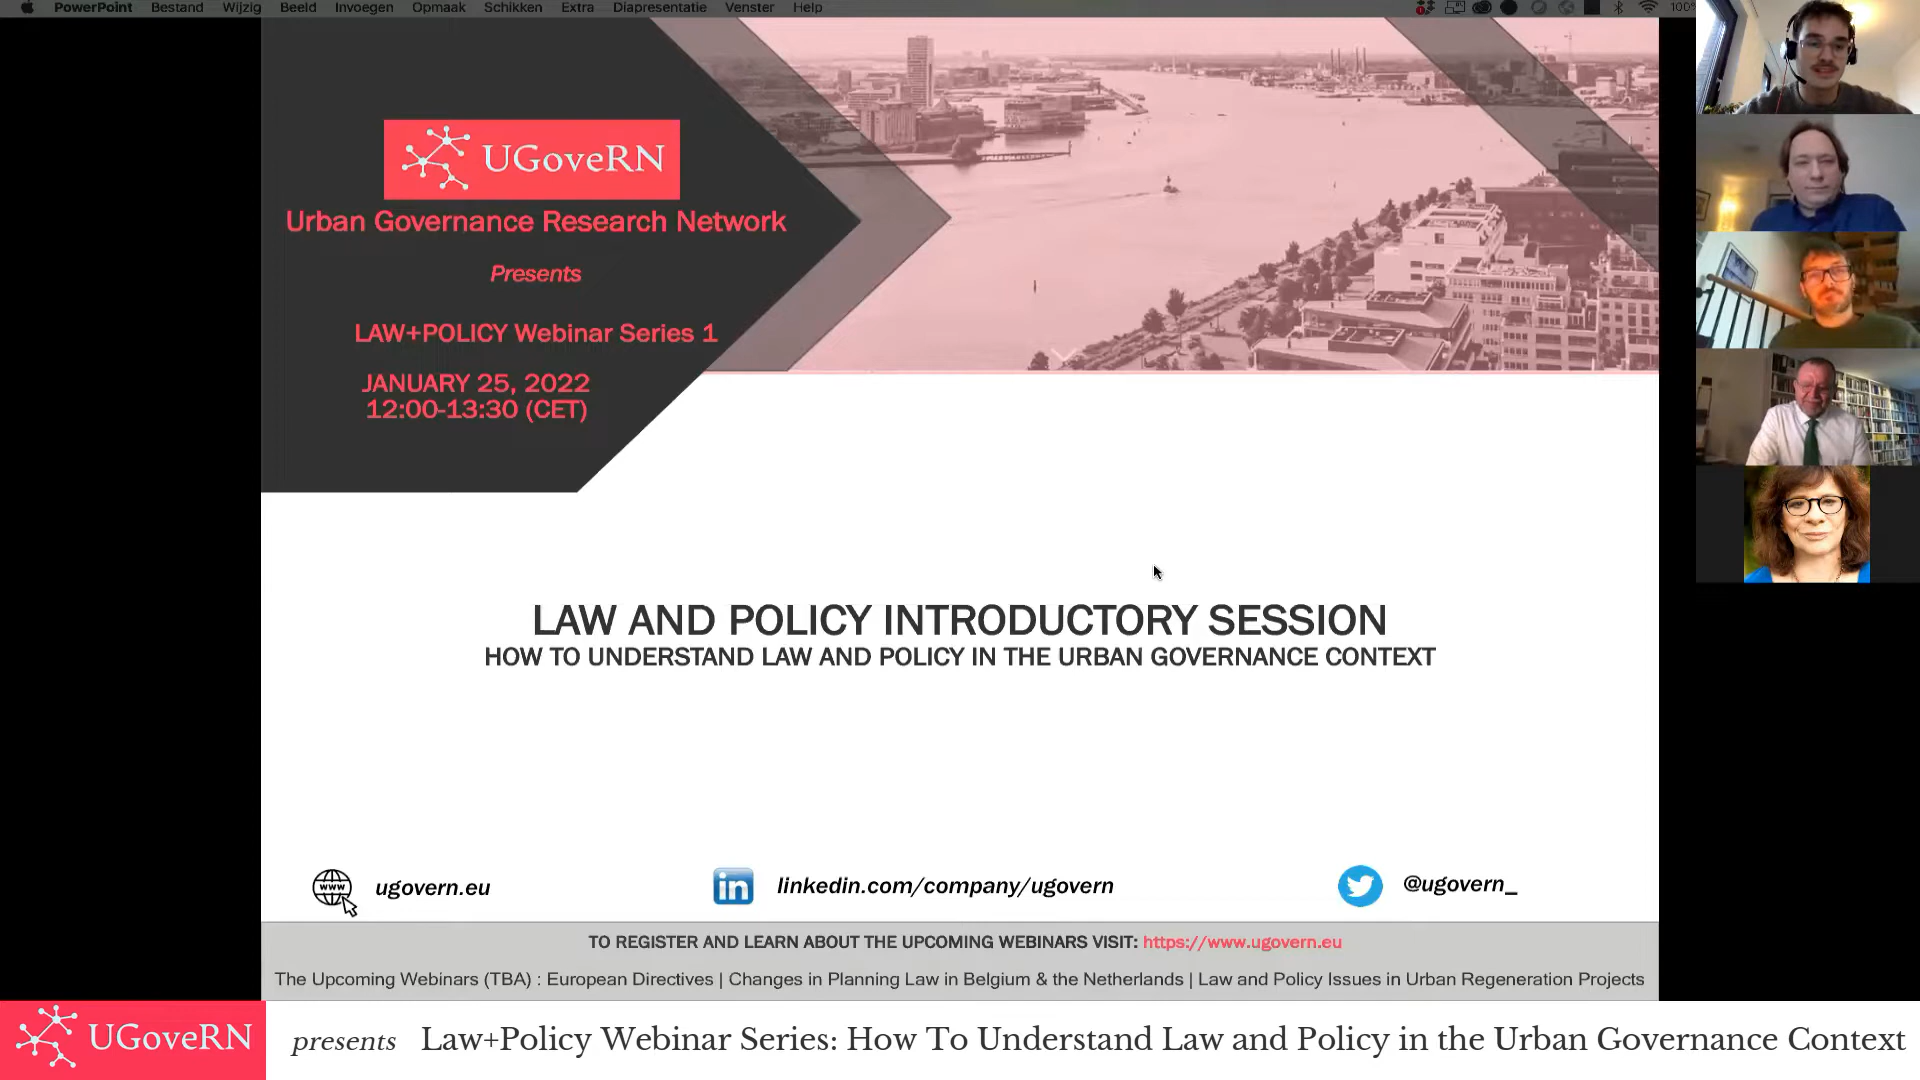 PowerPoint Bestand Wijzig Beeld Invoegen Opmaak Schikken Extra Diapresentatie Venster Help
UGoveRN
Urban Governance Research Network
Presents
LAW+POLICY Webinar Series 1
JANUARY 25, 2022
12:00-13:30 (CET)
LAW AND POLICY INTRODUCTORY SESSION
HOW TO UNDERSTAND LAW AND POLICY IN THE URBAN GOVERNANCE CONTEXT
www ugovern.eu
in linkedin.com/company/ugovern
@ugovern_
TO REGISTER AND LEARN ABOUT THE UPCOMING WEBINARS VISIT: https://www.ugovern.eu
The Upcoming Webinars (TBA) : European Directives | Changes in Planning Law in Belgium & the Netherlands | Law and Policy Issues in Urban Regeneration Projects
UGoveRN presents Law+Policy Webinar Series: How To Understand Law and Policy in the Urban Governance Context